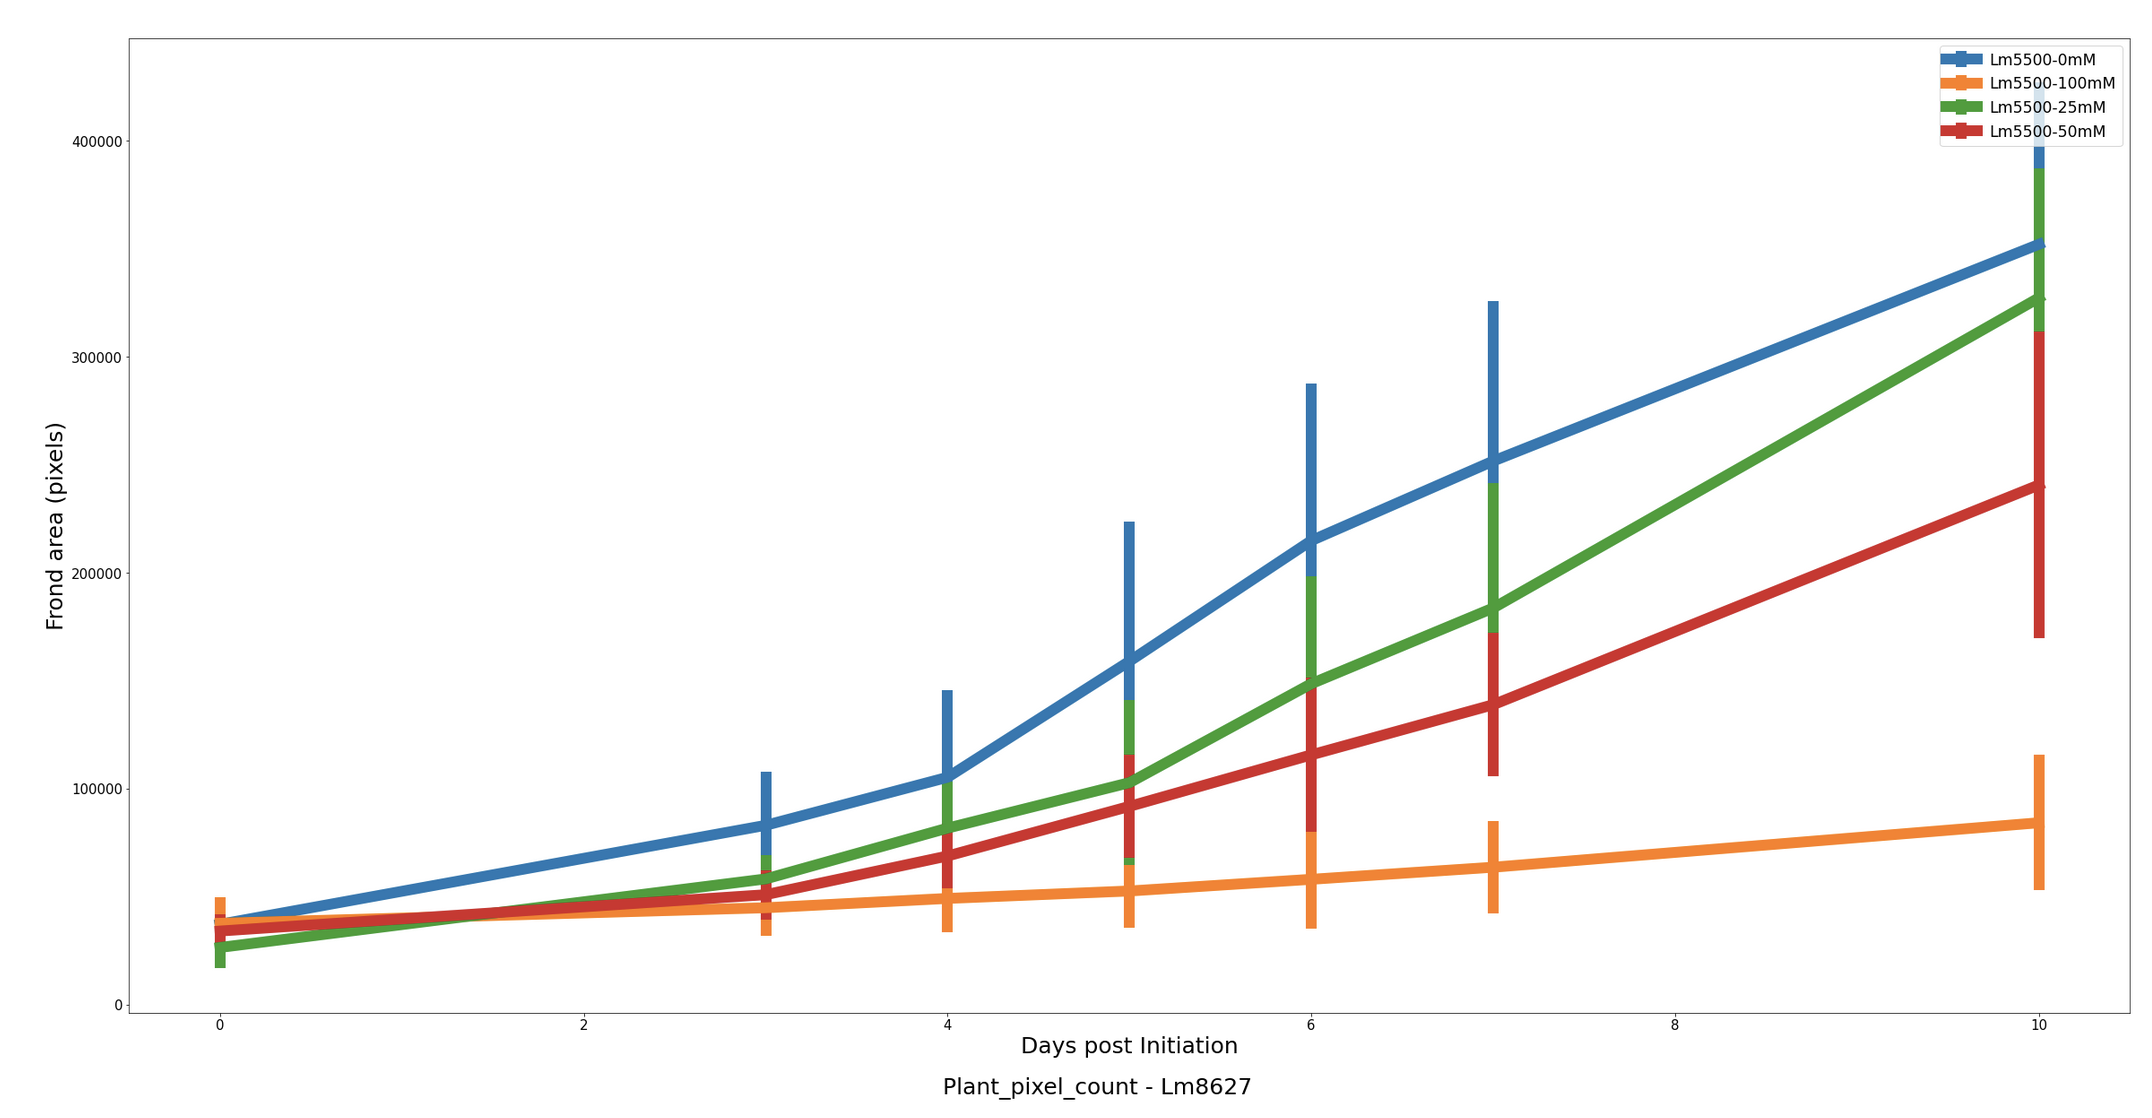 Lm5500-0mM
Lm5500-100mM
Lm5500-25mM
Lm5500-50mM
400000
300000
200000
100000
0
Frond area (pixels)
0 2 4 6 8 10
Days post Initiation
Plant_pixel_count - Lm8627